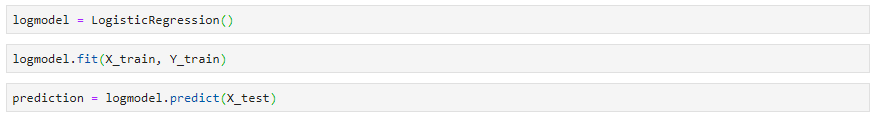 logmodel = LogisticRegression()
logmodel.fit(X_train, Y_train)
prediction = logmodel.predict(X_test)